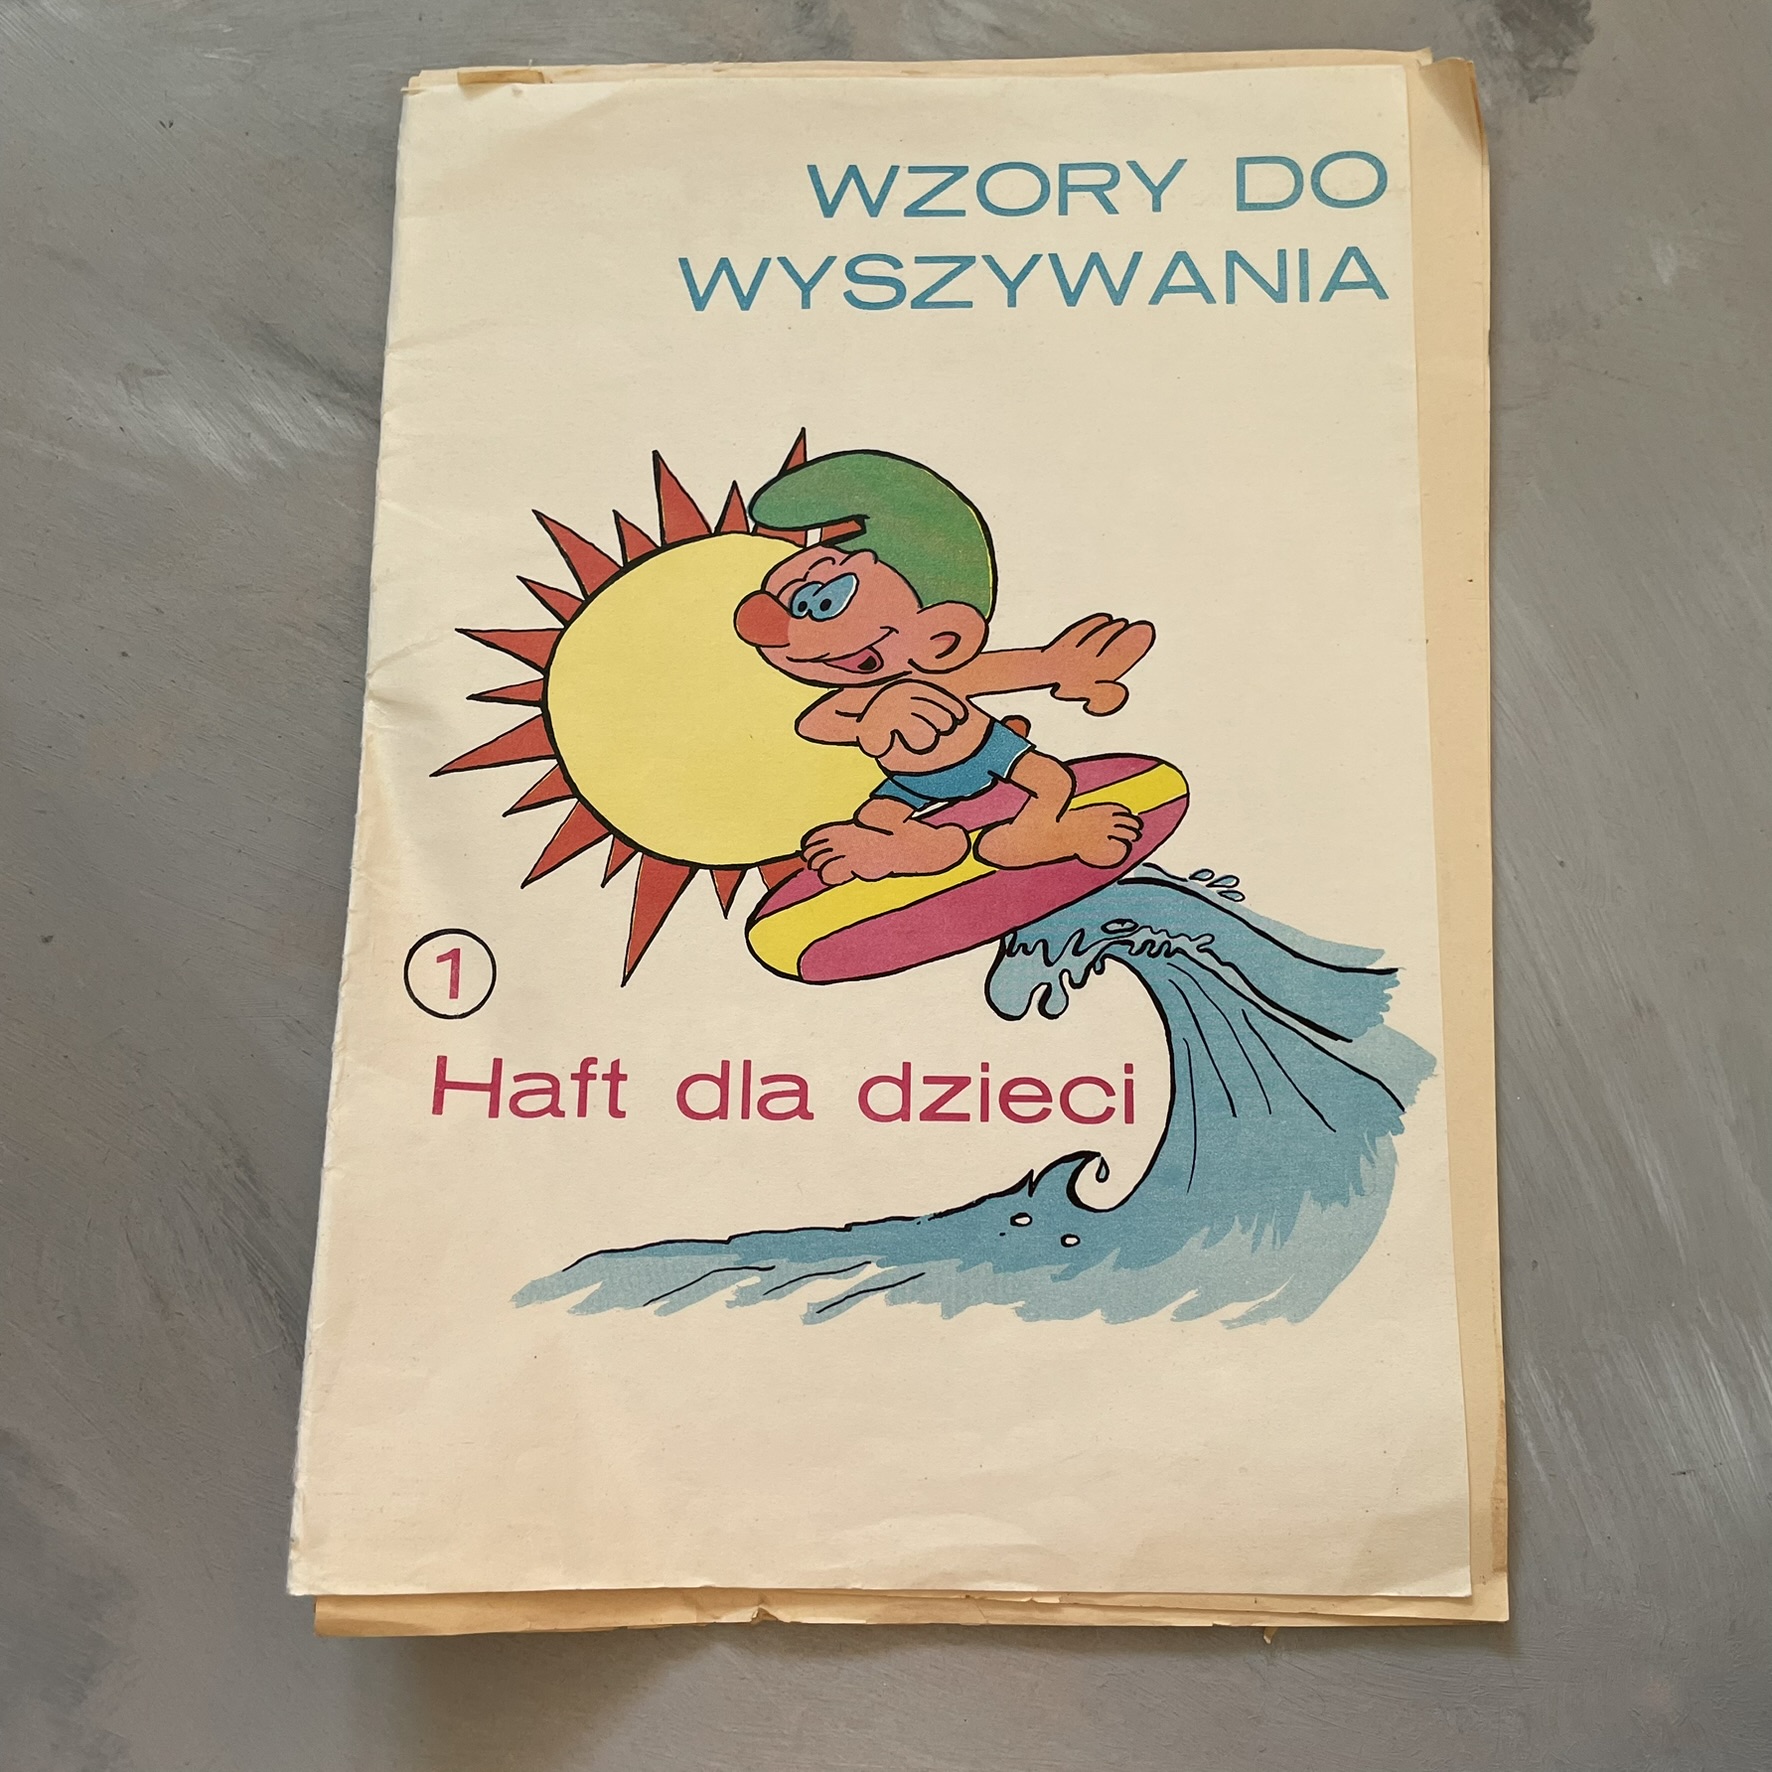 WZORY DO
WYSZYWANIA
1
Haft dla dzieci